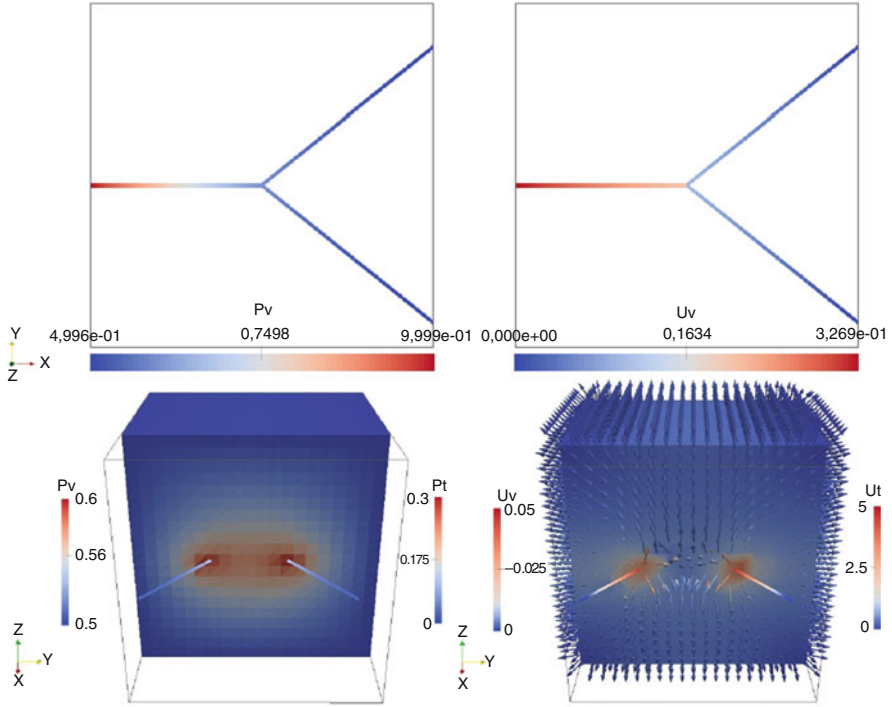 Pv
4,996e-01 0,7498 9,999e-01
Uv
0,000e+00 0,1634 3,269e-01
Y
Z X
Pv
0.6
0.56
0.5
Pt
0.3
0.175
0
Z
Y
X
Uv
0.05
−0.025
0
Ut
5
2.5
0
Z
Y
X